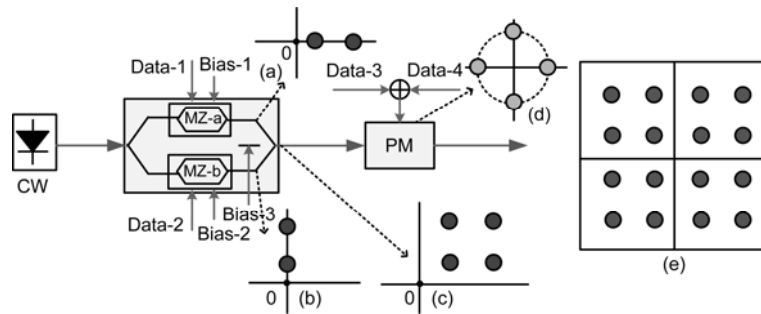 0
(a)
Data-1
Bias-1
MZ-a
MZ-b
CW
Data-2
Bias-2
Bias-3
0
(b)
Data-3
Data-4
PM
(d)
0
(c)
(e)